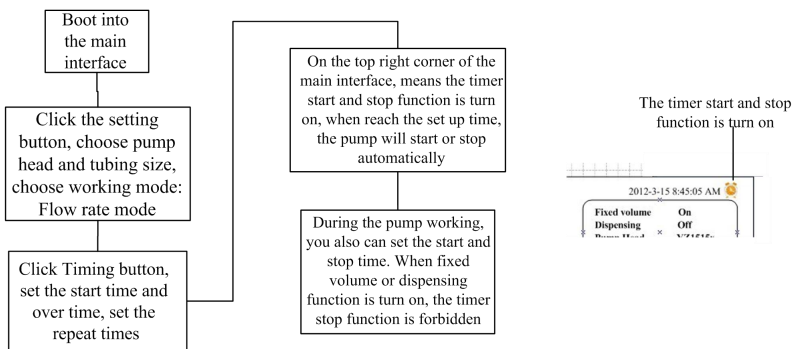 Boot into
the main
interface
Click the setting
button, choose pump
head and tubing size,
choose working mode:
Flow rate mode
Click Timing button,
set the start time and
over time, set the
repeat times
On the top right corner of the
main interface, means the timer
start and stop function is turn
on, when reach the set up time,
the pump will start or stop
automatically
During the pump working,
you also can set the start and
stop time. When fixed
volume or dispensing
function is turn on, the timer
stop function is forbidden
The timer start and stop
function is turn on
2012-3-15 8:45:05 AM
Fixed volume On
Dispensing Off
Pump Head YZ1515x